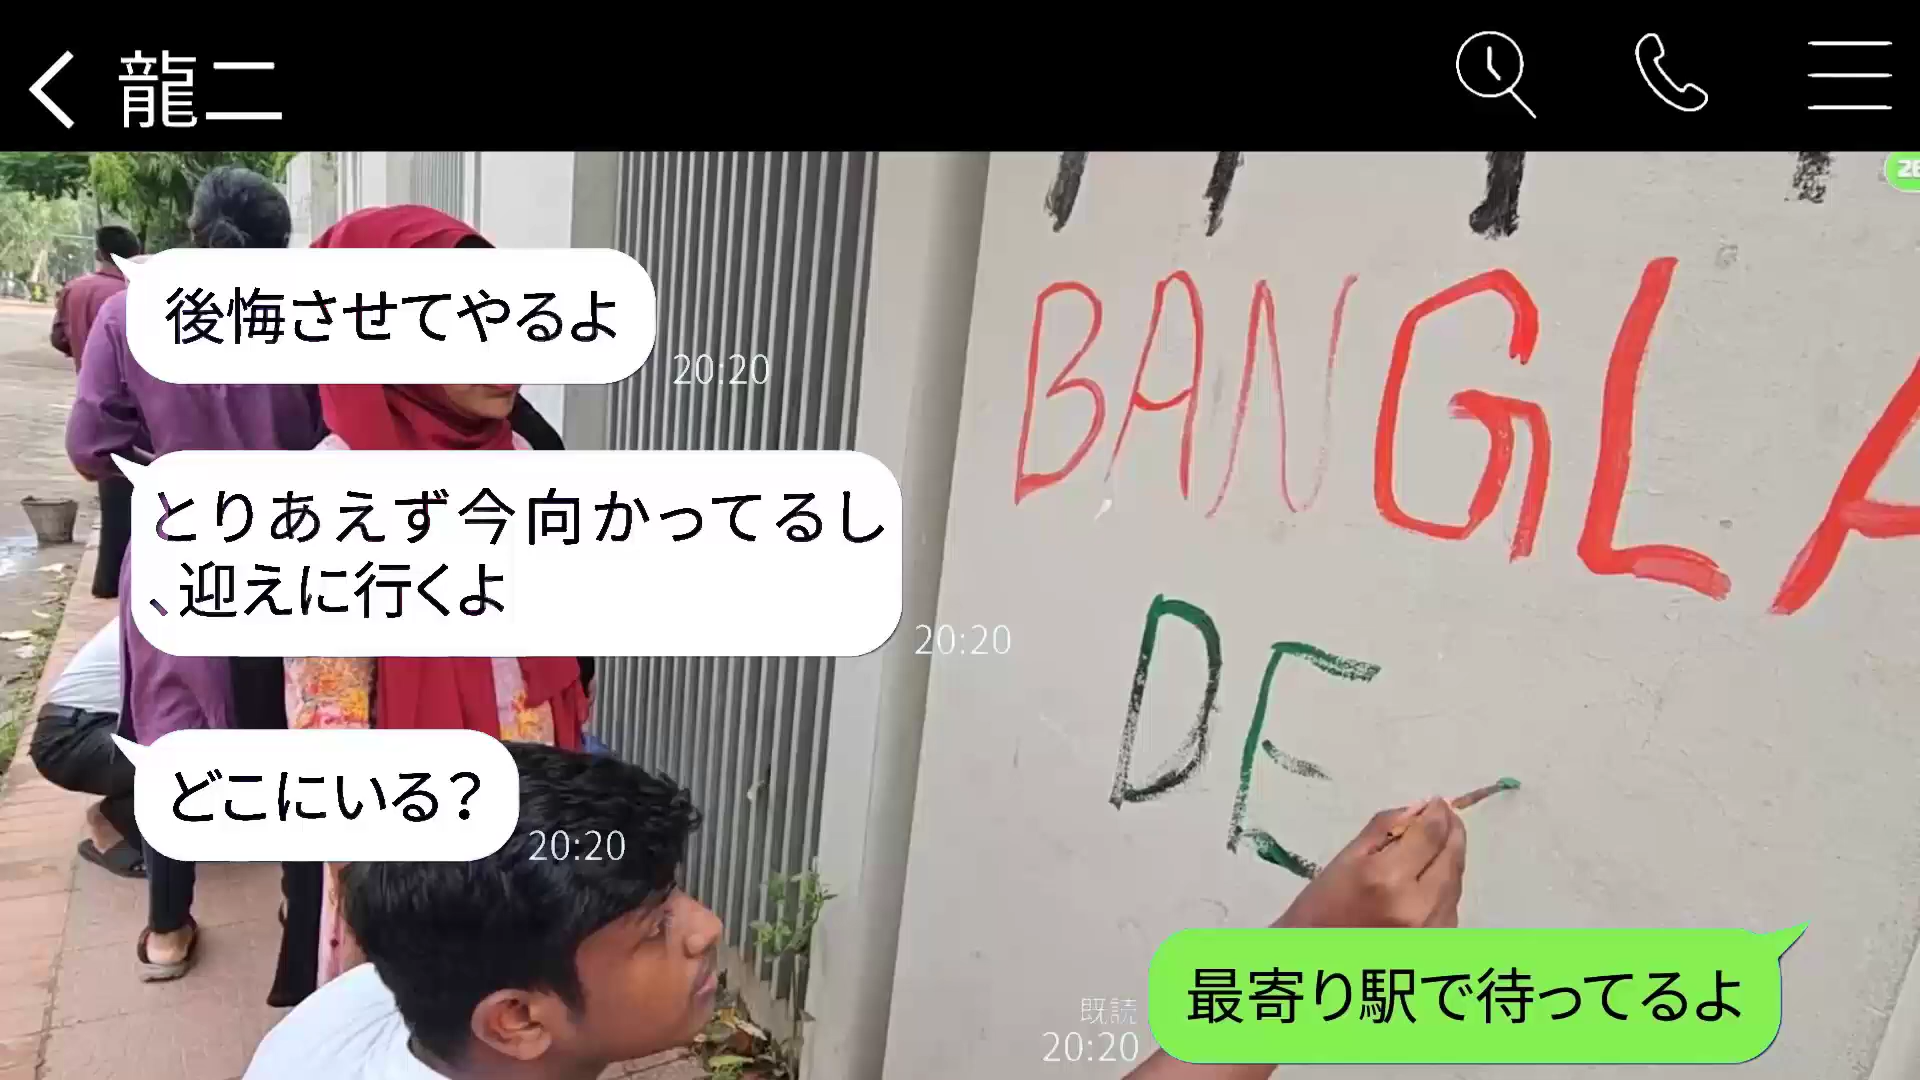 龍二
後悔させてやるよ
20:20
とりあえず今向かってるし
、迎えに行くよ
20:20
どこにいる？
20:20
BANGLA
DE
最寄り駅で待ってるよ
既読
20:20